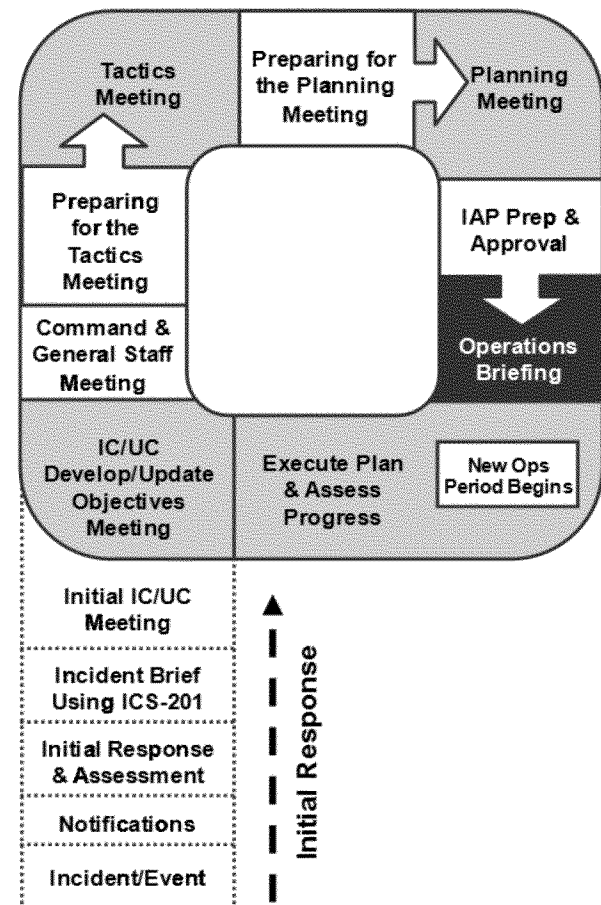 Tactics
Meeting
Preparing for
the Planning
Meeting
Planning
Meeting
Preparing
for the
Tactics
Meeting
IAP Prep &
Approval
Command &
General Staff
Meeting
Operations
Briefing
IC/UC
Develop/Update
Objectives
Meeting
Execute Plan
& Assess
Progress
New Ops
Period Begins
Initial IC/UC
Meeting
Incident Brief
Using ICS-201
Initial Response
& Assessment
Notifications
Incident/Event
Initial Response